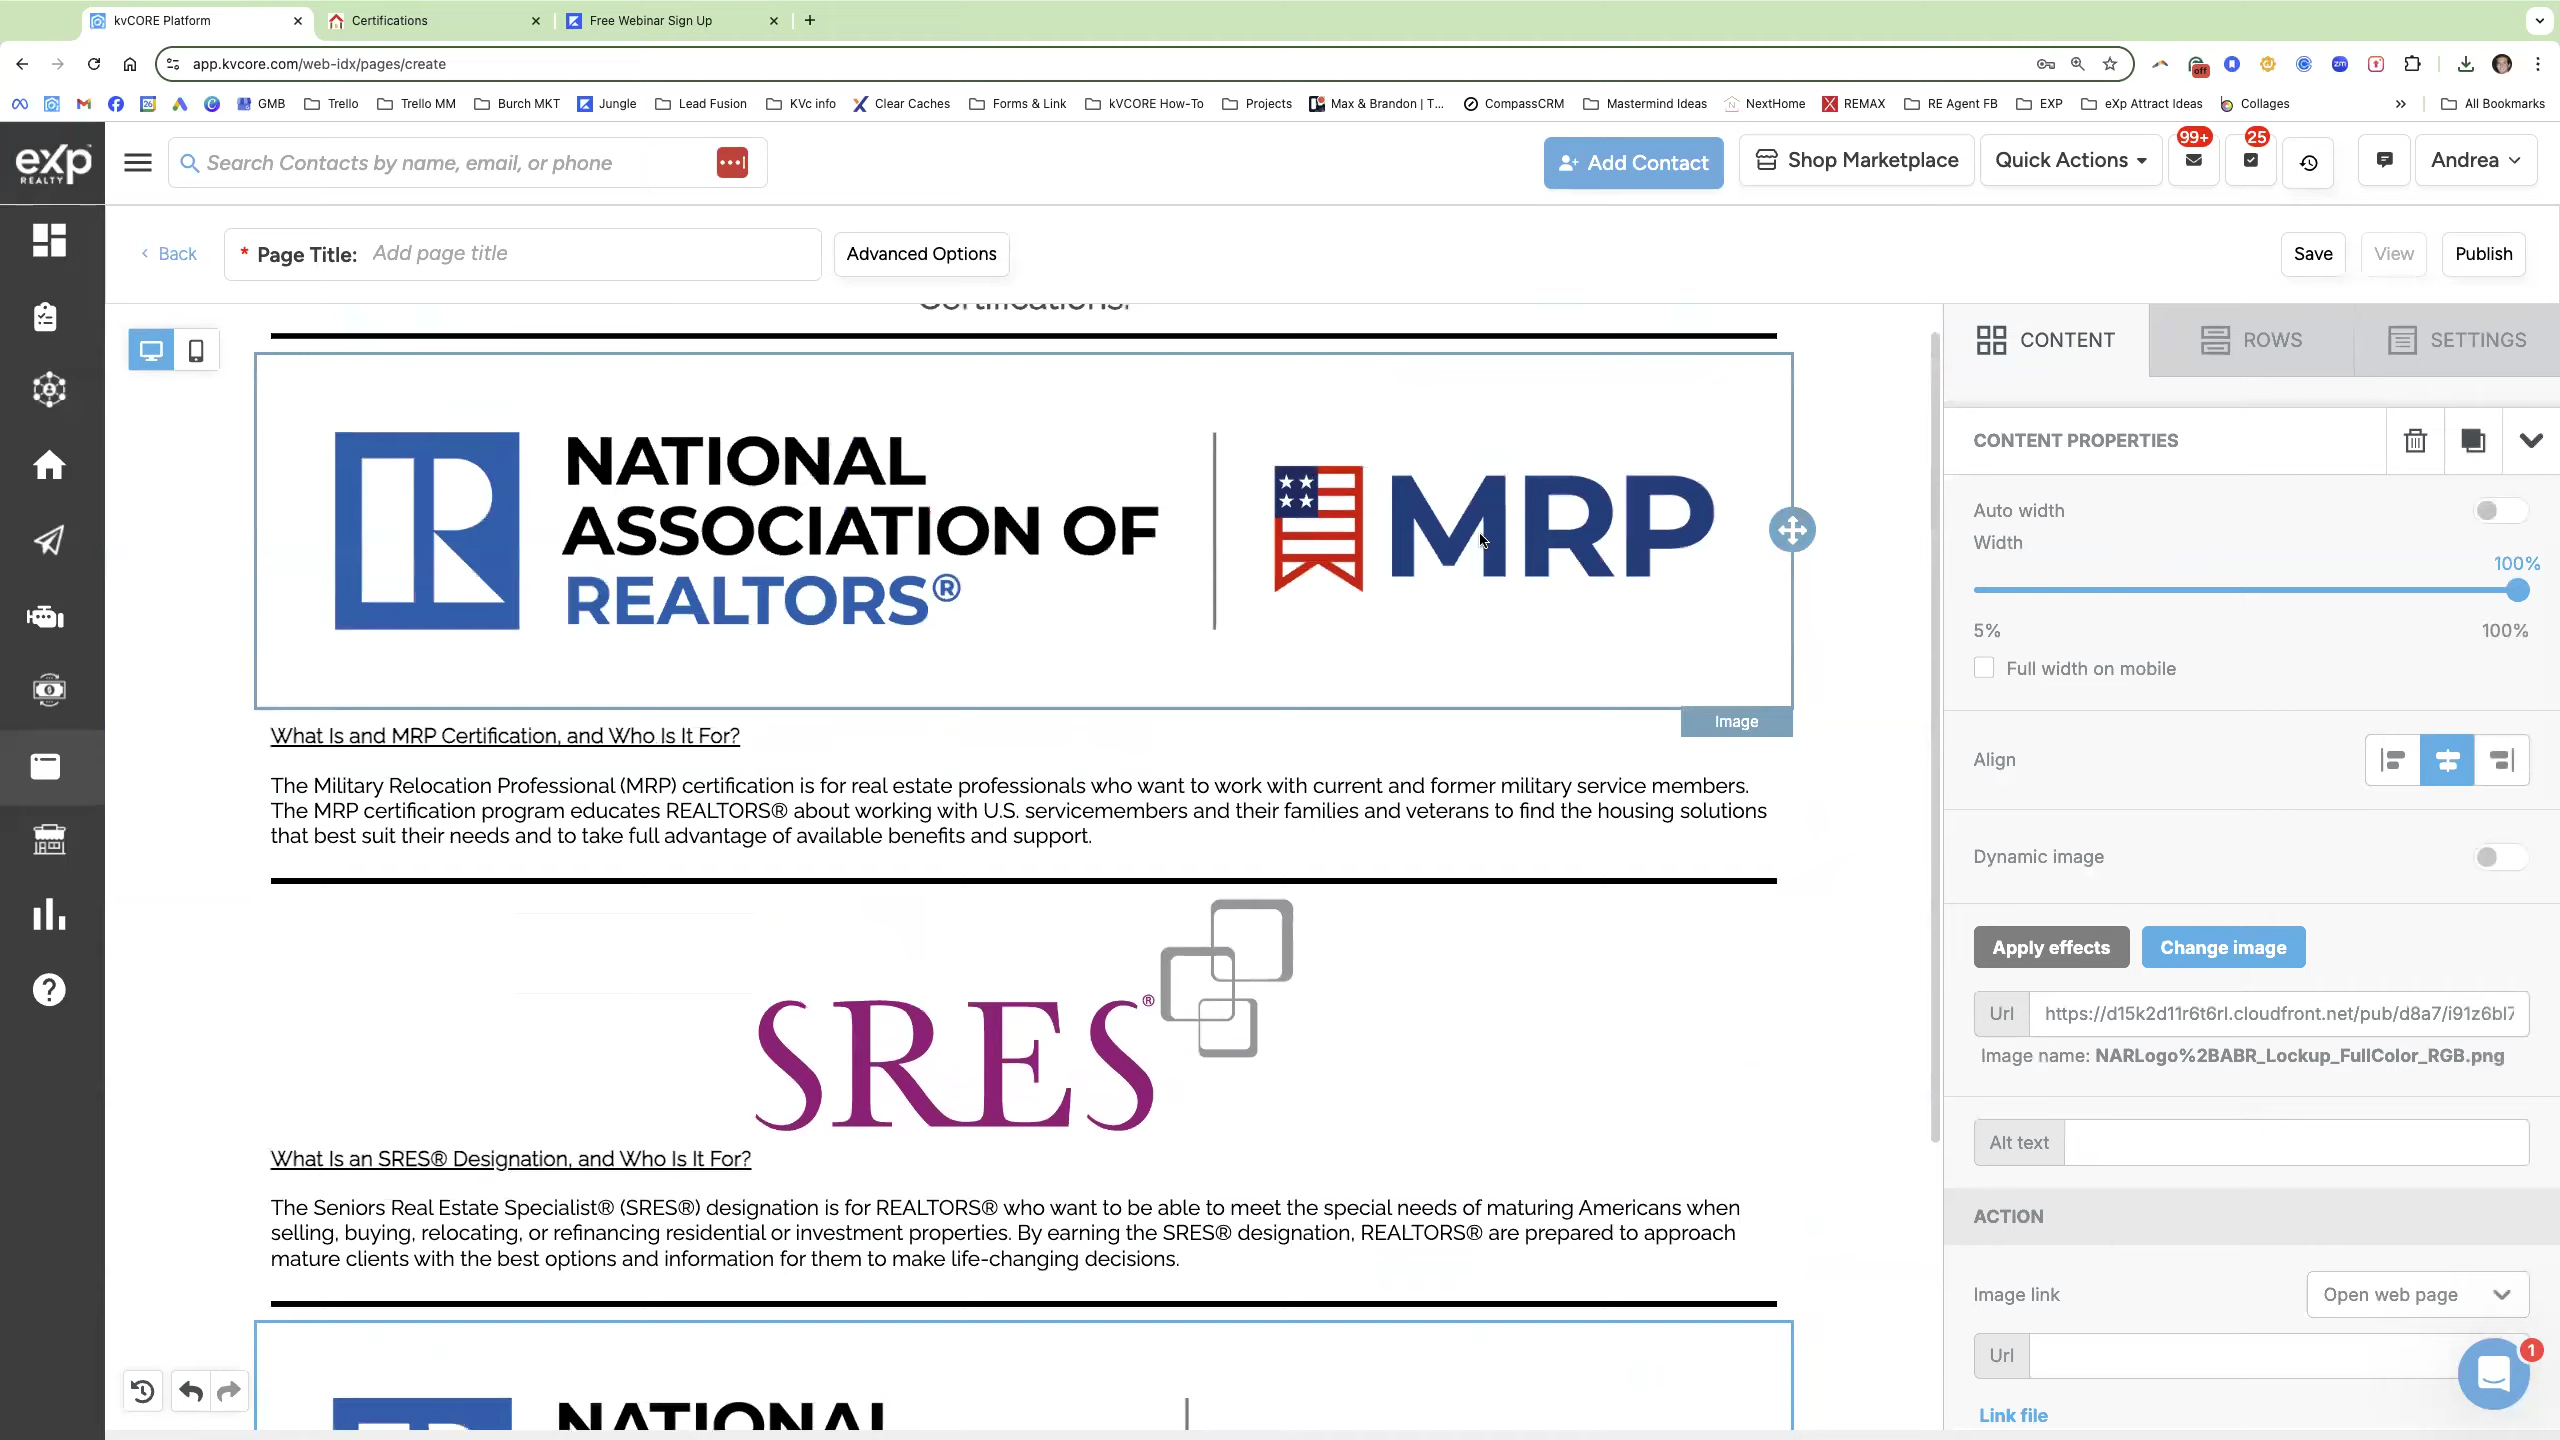 kvCORE Platform
Certifications
Free Webinar Sign Up
app.kvcore.com/web-idx/pages/create
off
GMB
Trello
Trello MM
Burch MKT
Jungle
Lead Fusion
KVc info
Clear Caches
Forms & Link
kVCORE How-To
Projects
Max & Brandon | T...
CompassCRM
Mastermind Ideas
NextHome
REMAX
RE Agent FB
EXP
eXp Attract Ideas
Collages
All Bookmarks
eXp
REALTY
Search Contacts by name, email, or phone
Add Contact
Shop Marketplace
Quick Actions
99+
25
Andrea
Back
* Page Title: Add page title
Advanced Options
Save
View
Publish
Certifications:
CONTENT
ROWS
SETTINGS
NATIONAL
ASSOCIATION OF
REALTORS®
MRP
Image
What Is and MRP Certification, and Who Is It For?
The Military Relocation Professional (MRP) certification is for real estate professionals who want to work with current and former military service members.
The MRP certification program educates REALTORS® about working with U.S. servicemembers and their families and veterans to find the housing solutions
that best suit their needs and to take full advantage of available benefits and support.
SRES®
What Is an SRES® Designation, and Who Is It For?
The Seniors Real Estate Specialist® (SRES®) designation is for REALTORS® who want to be able to meet the special needs of maturing Americans when
selling, buying, relocating, or refinancing residential or investment properties. By earning the SRES® designation, REALTORS® are prepared to approach
mature clients with the best options and information for them to make life-changing decisions.
NATIONAL
CONTENT PROPERTIES
Auto width
Width
100%
5%
100%
Full width on mobile
Align
Dynamic image
Apply effects
Change image
Url
https://d15k2d11r6t6rl.cloudfront.net/pub/d8a7/i91z6bl7
Image name: NARLogo%2BABR_Lockup_FullColor_RGB.png
Alt text
ACTION
Image link
Open web page
Url
1
Link file